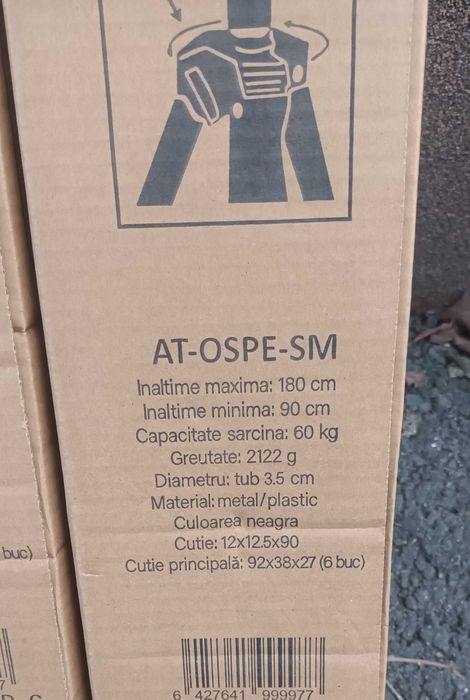 AT-OSPE-SM
Inaltime maxima: 180 cm
Inaltime minima: 90 cm
Capacitate sarcina: 60 kg
Greutate: 2122 g
Diametru: tub 3.5 cm
Material: metal/plastic
Culoarea neagra
Cutie: 12x12.5x90
Cutie principală: 92x38x27 (6 buc)
buc)
6 427641 999977
7